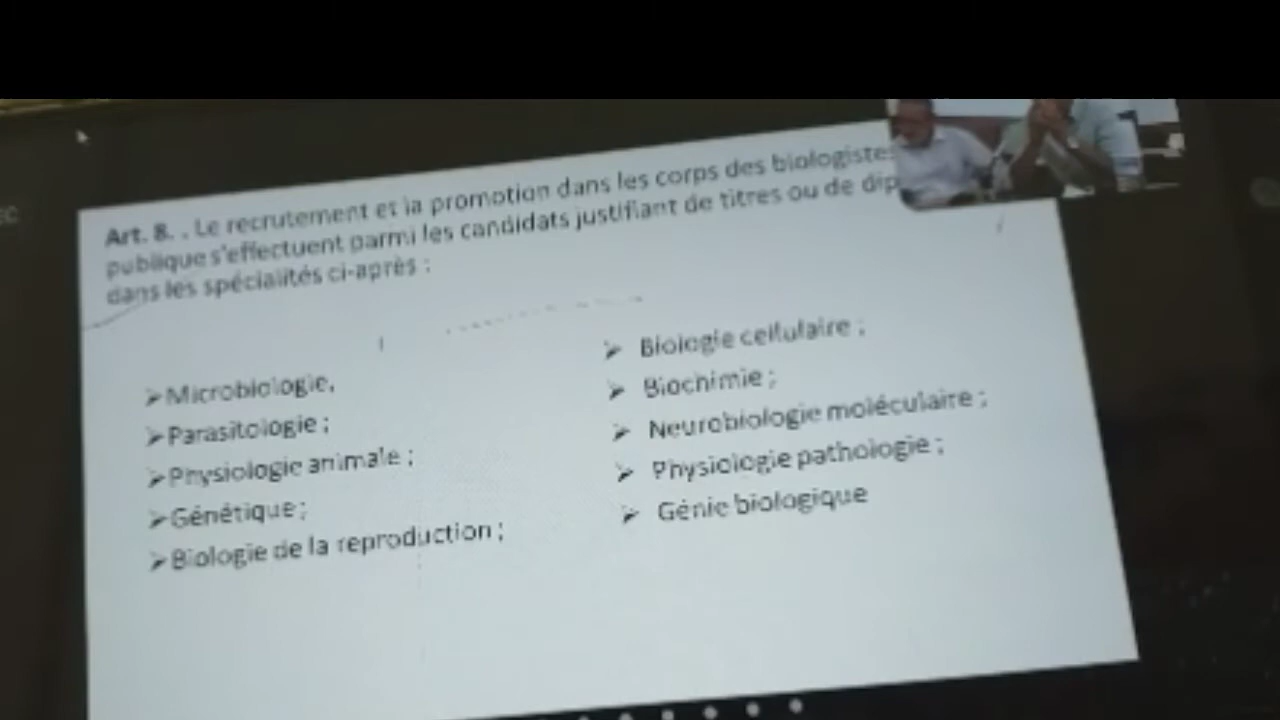 Art. 8. . Le recrutement et la promotion dans les corps des biologistes
publique s'effectuent parmi les candidats justifiant de titres ou de dip
dans les spécialités ci-après :
➢Microbiologie,
➢Parasitologie ;
➢Physiologie animale ;
➢Génétique ;
➢Biologie de la reproduction ;
➢ Biologie cellulaire ;
➢ Biochimie ;
➢ Neurobiologie moléculaire ;
➢ Physiologie pathologie ;
➢ Génie biologique